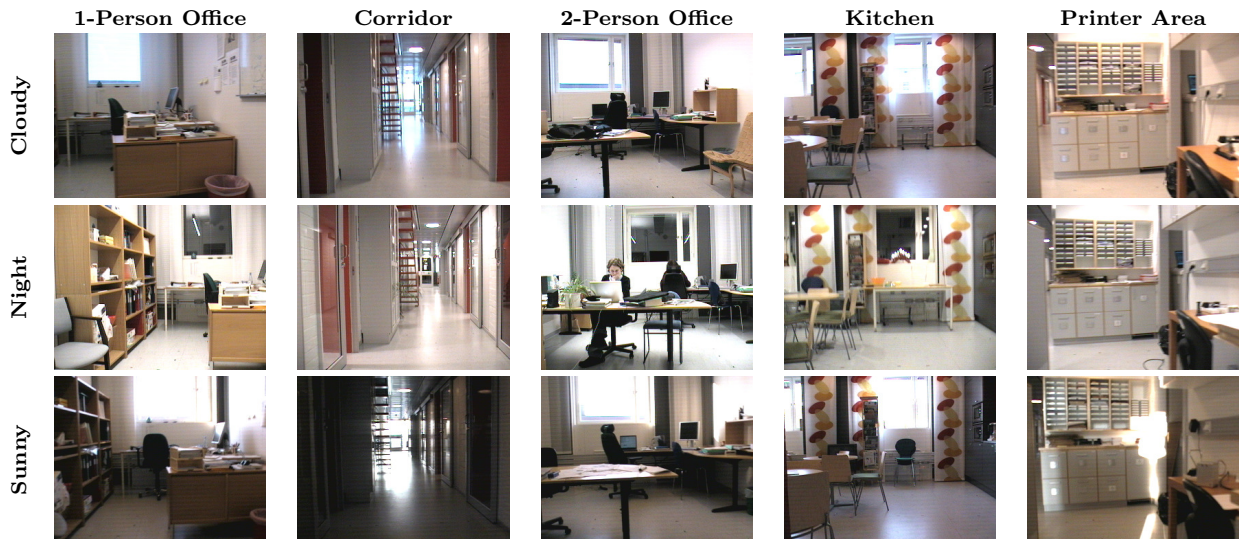 1-Person Office Corridor 2-Person Office Kitchen Printer Area
Cloudy
Night
Sunny